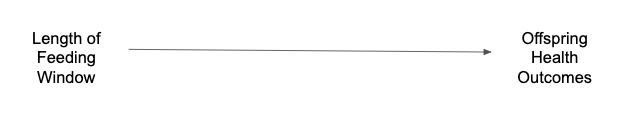 Length of
Feeding
Window
Offspring
Health
Outcomes